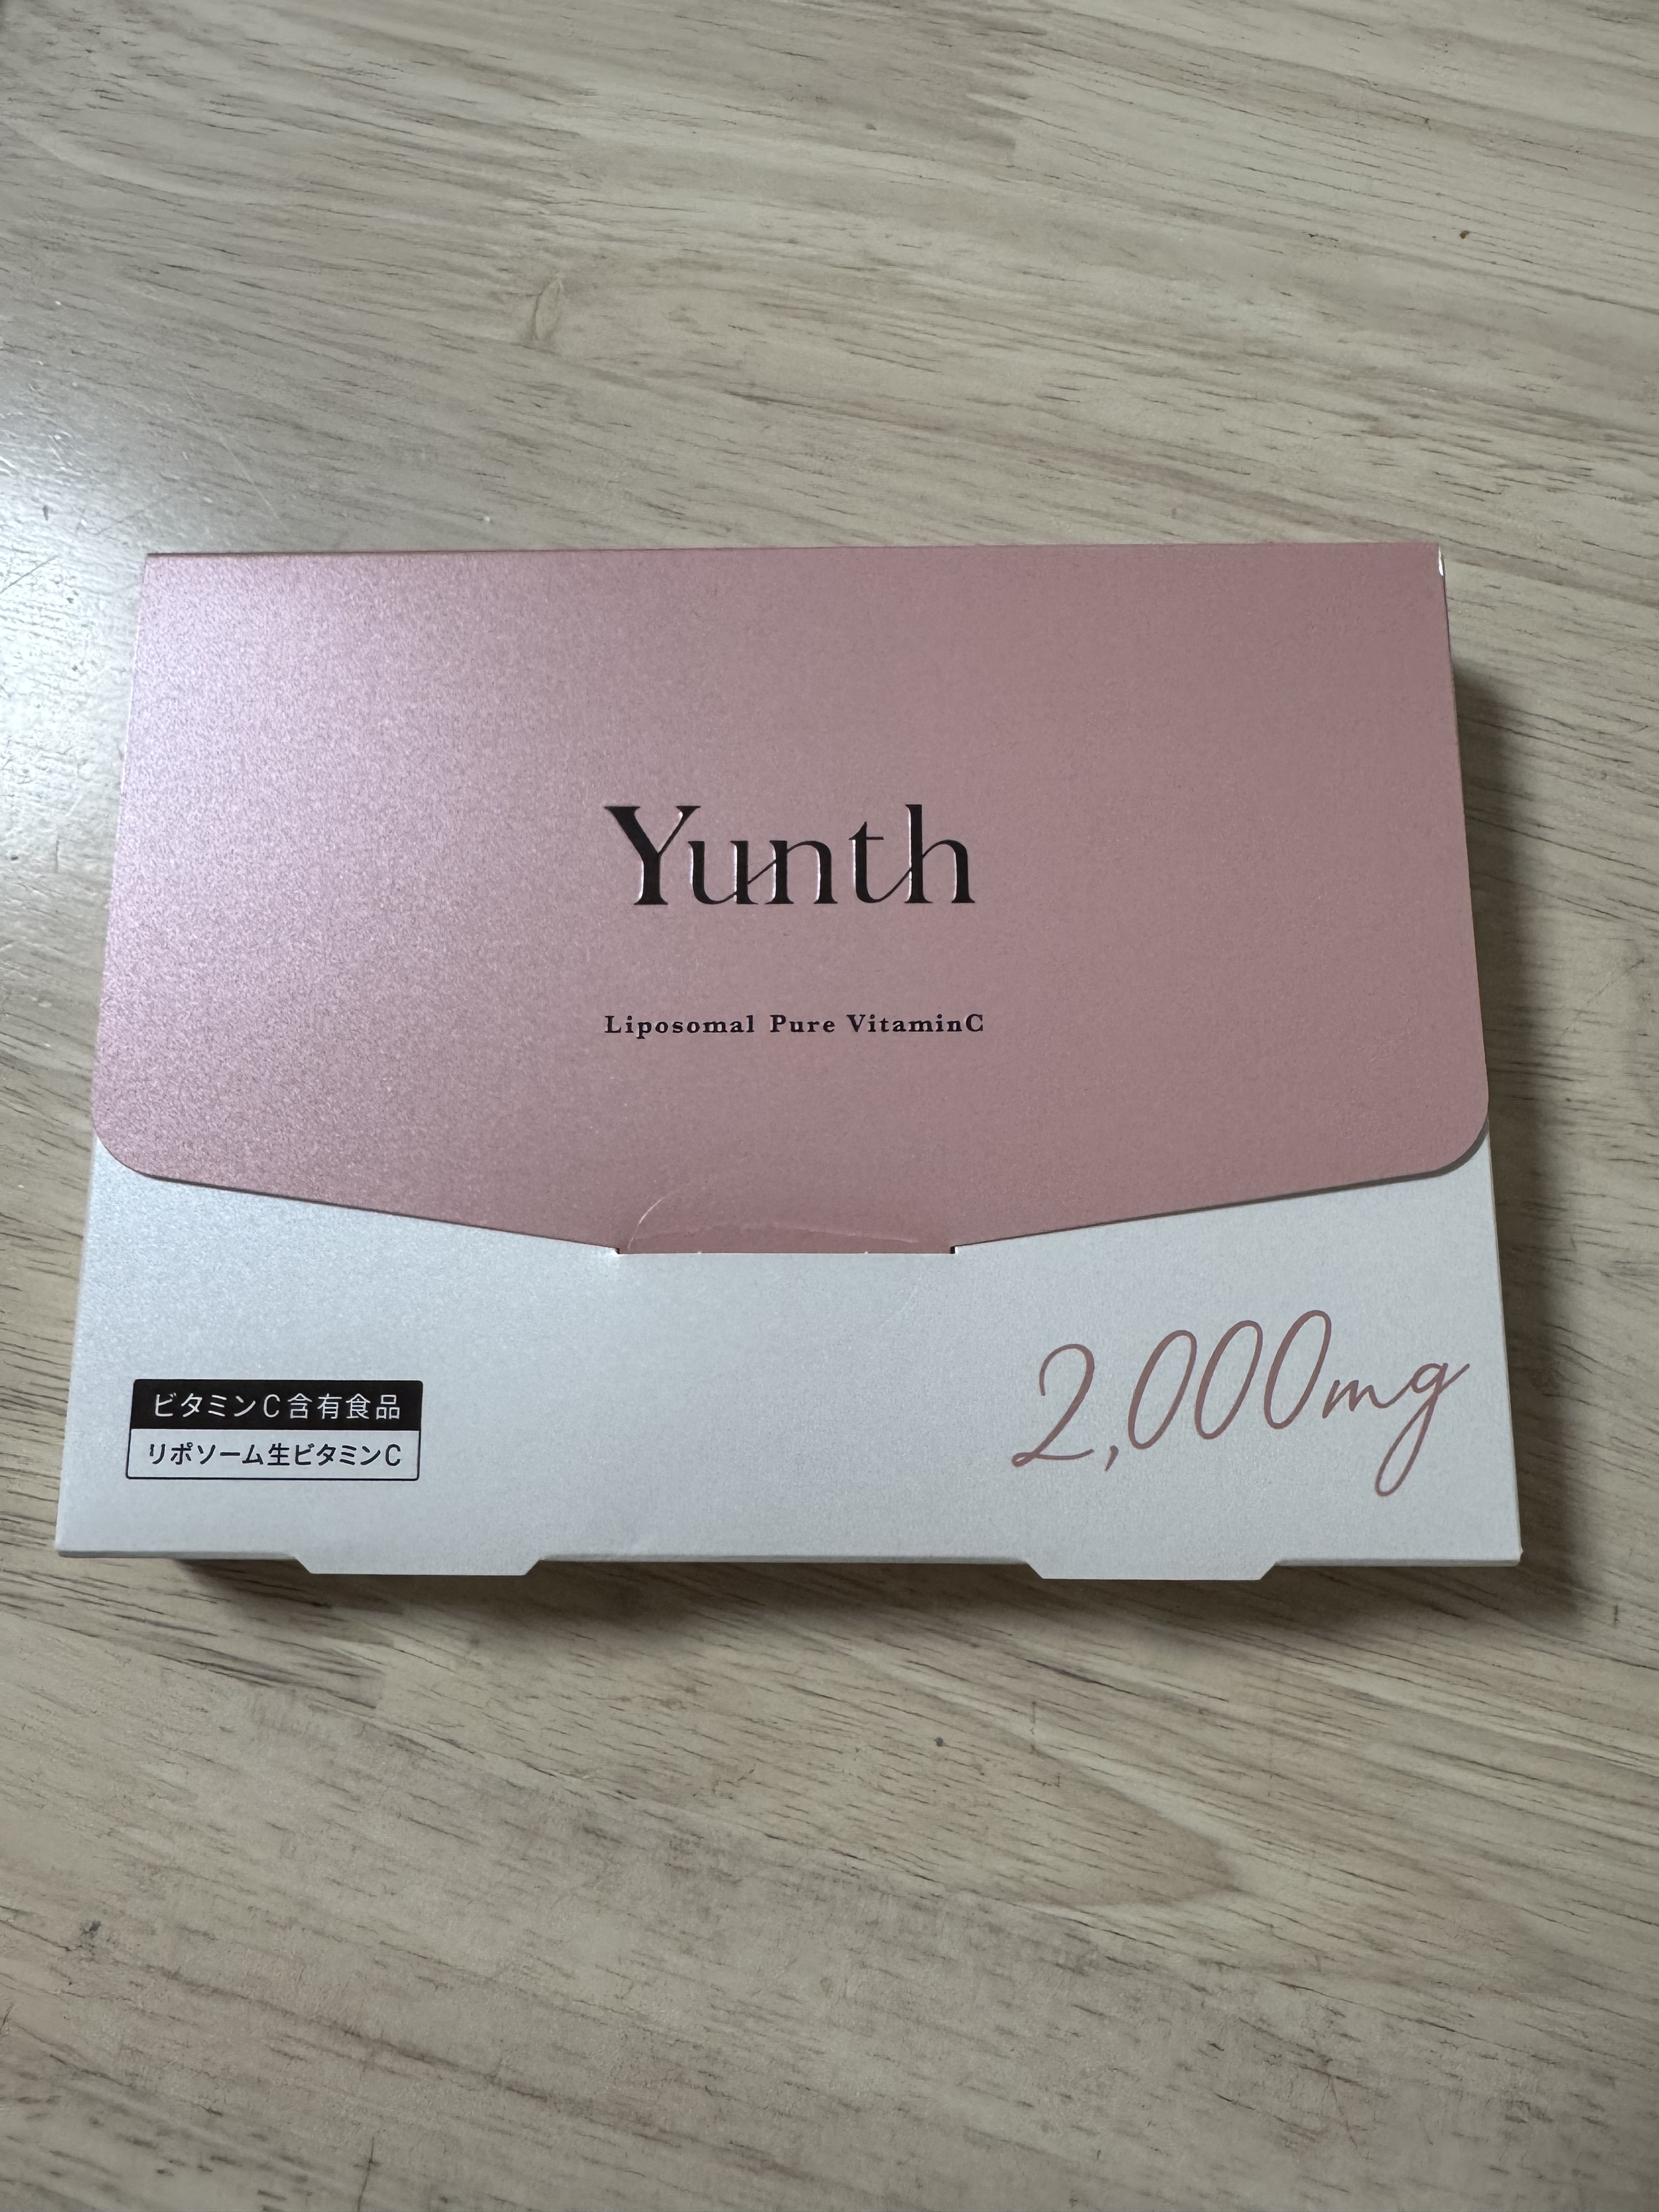 Yunth
Liposomal Pure VitaminC
2,000mg
ビタミンC含有食品
リポソーム生ビタミンC